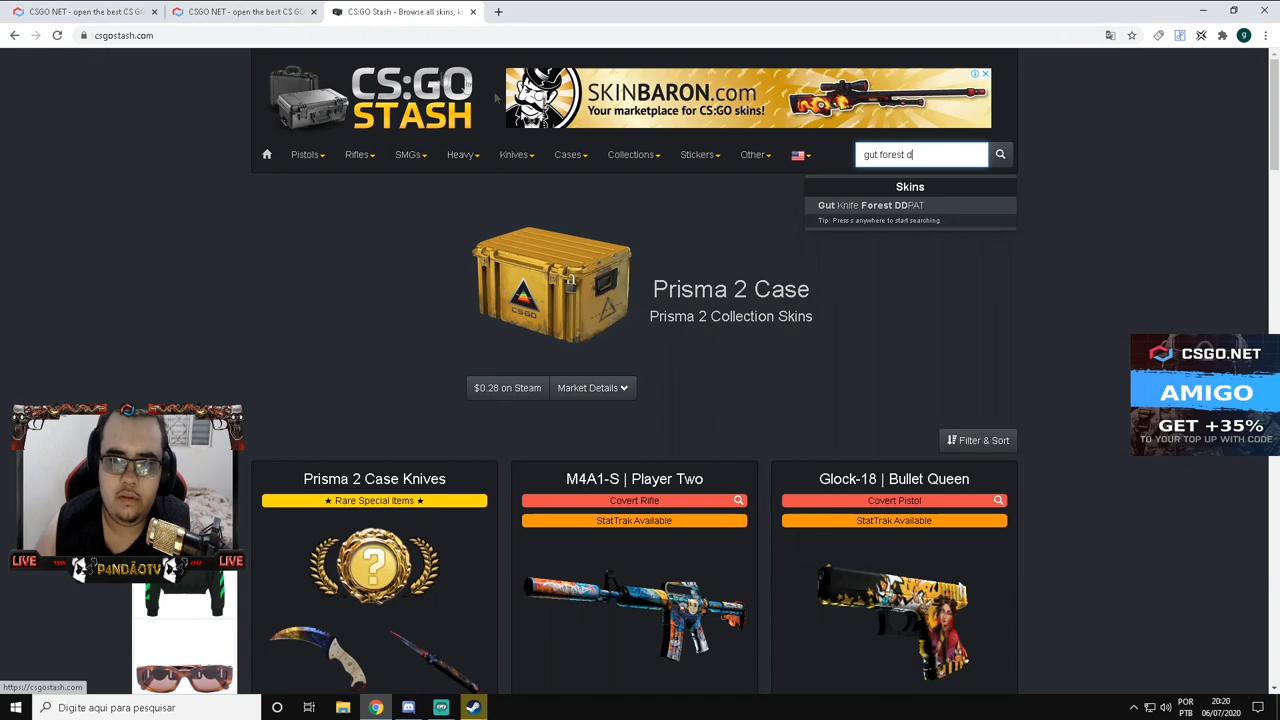 CSGO NET - open the best CS GO
CSGO NET - open the best CS GO
CS:GO Stash - Browse all skins, k
csgostash.com
g
CS:GO
STASH
SKINBARON.com
Your marketplace for CS:GO skins!
Pistols
Rifles
SMGs
Heavy
Knives
Cases
Collections
Stickers
Other
gut forest d
Skins
Gut Knife Forest DDPAT
Tip: Press s anywhere to start searching
CS:GO
Prisma 2 Case
Prisma 2 Collection Skins
$0.28 on Steam
Market Details
Filter & Sort
CSGO.NET
AMIGO
GET +35%
TO YOUR TOP UP WITH CODE
Prisma 2 Case Knives
★ Rare Special Items ★
?
M4A1-S | Player Two
Covert Rifle
StatTrak Available
Glock-18 | Bullet Queen
Covert Pistol
StatTrak Available
LIVE
P4NDÃOTV
LIVE
https://csgostash.com
Digite aqui para pesquisar
POR
PTB
20:20
06/07/2020